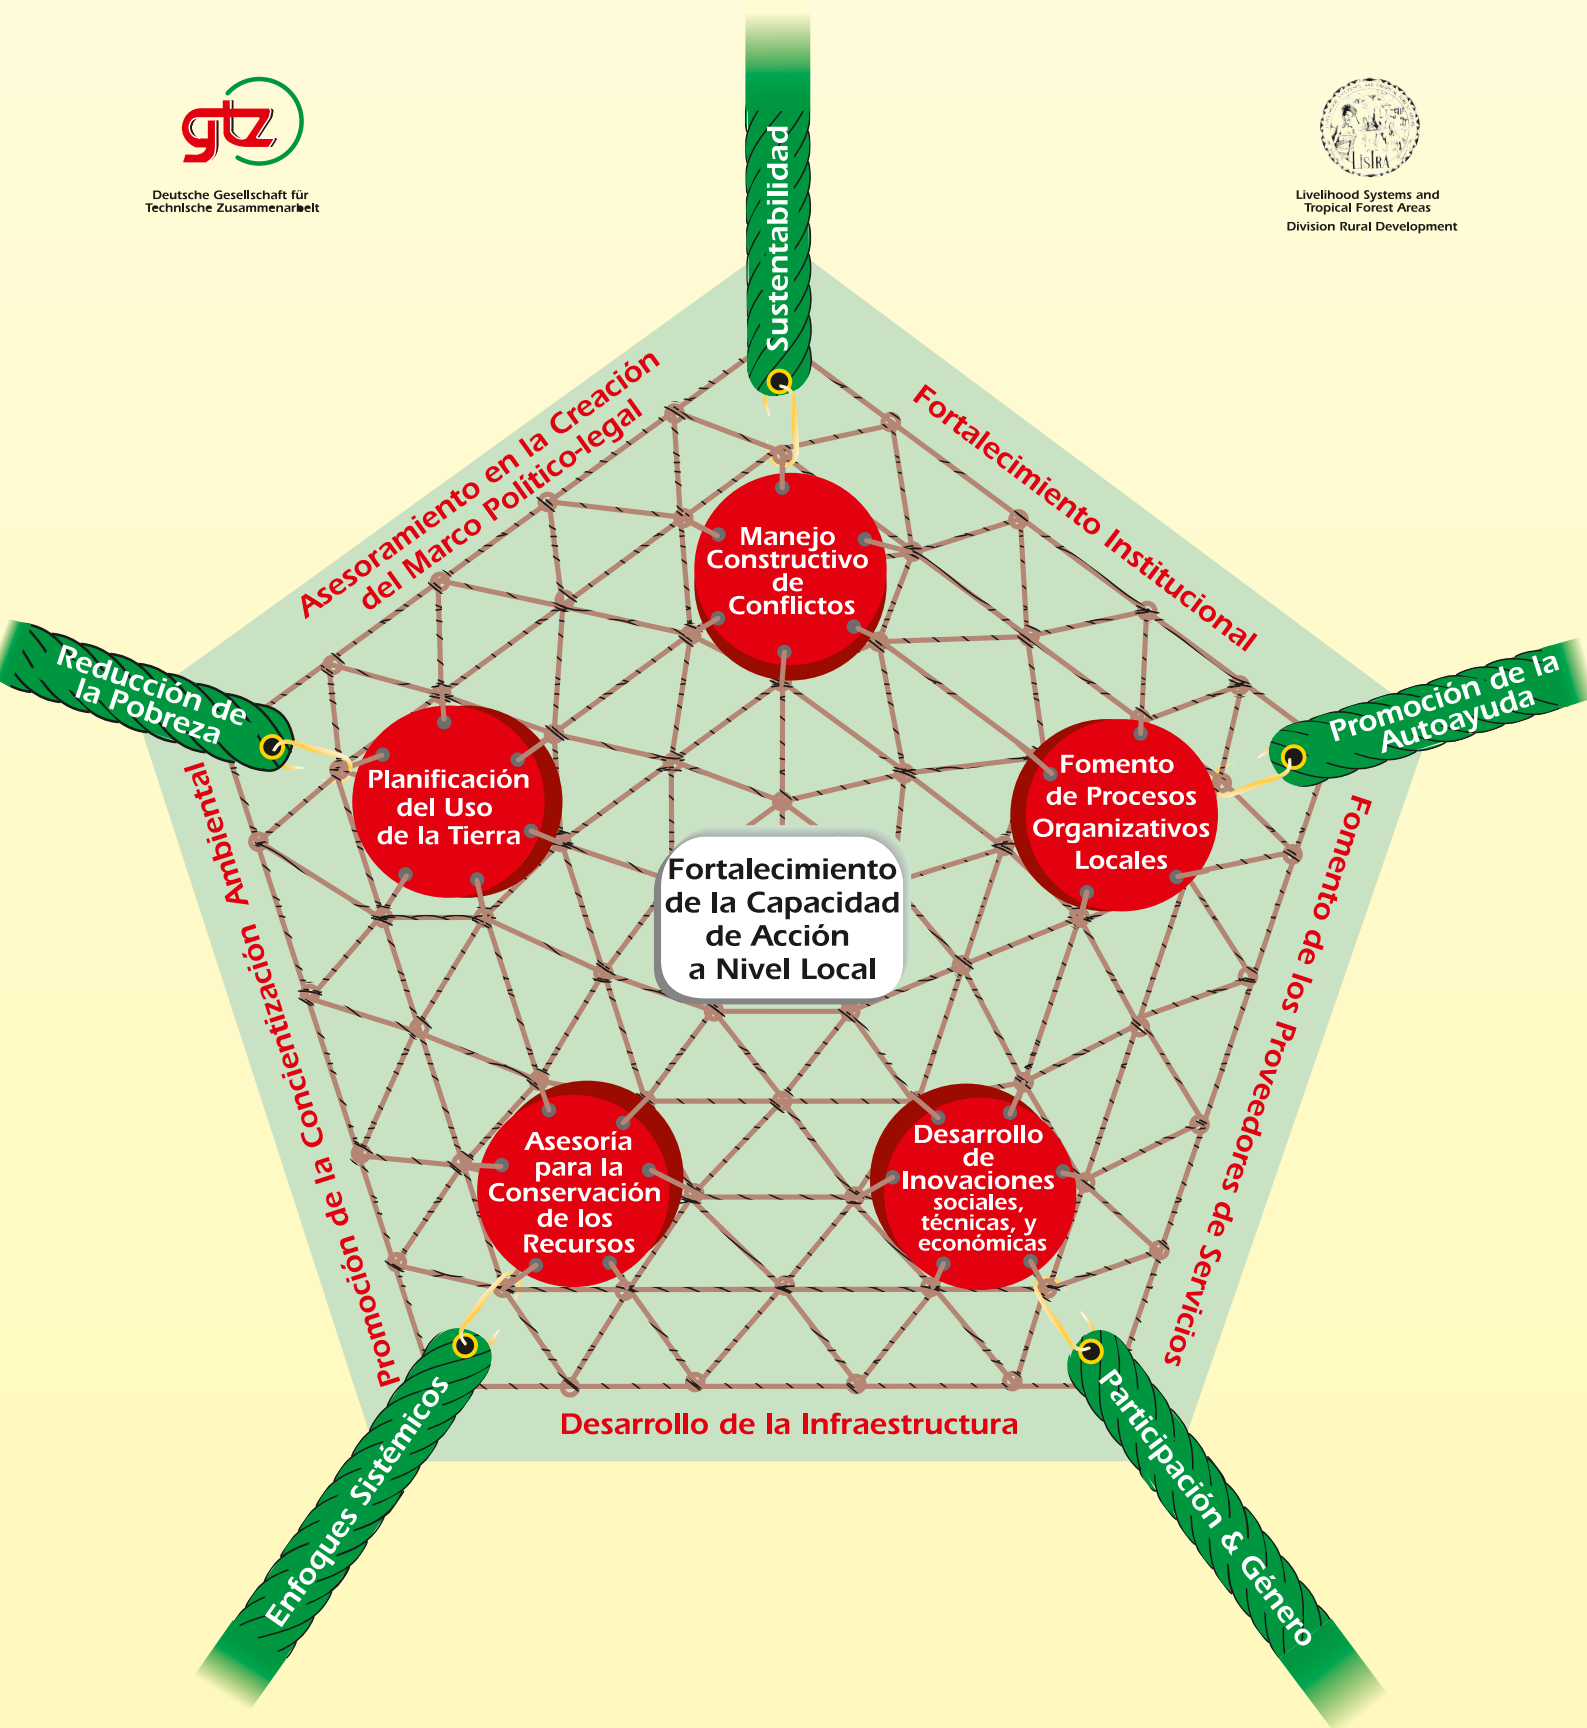 gtz
Deutsche Gesellschaft für
Technische Zusammenarbeit
LISTRA
Livelihood Systems and
Tropical Forest Areas
Division Rural Development
Sustentabilidad
Asesoramiento en la Creación
del Marco Político-legal
Fortalecimiento Institucional
Manejo
Constructivo
de
Conflictos
Reducción de
la Pobreza
Promoción de la
Autoayuda
Planificación
del Uso
de la Tierra
Fomento
de Procesos
Organizativos
Locales
Fortalecimiento
de la Capacidad
de Acción
a Nivel Local
Promoción de la Concientización Ambiental
Fomento de los Proveedores de Servicios
Asesoría
para la
Conservación
de los
Recursos
Desarrollo
de
Inovaciones
sociales,
técnicas, y
económicas
Desarrollo de la Infraestructura
Enfoques Sistémicos
Participación & Género